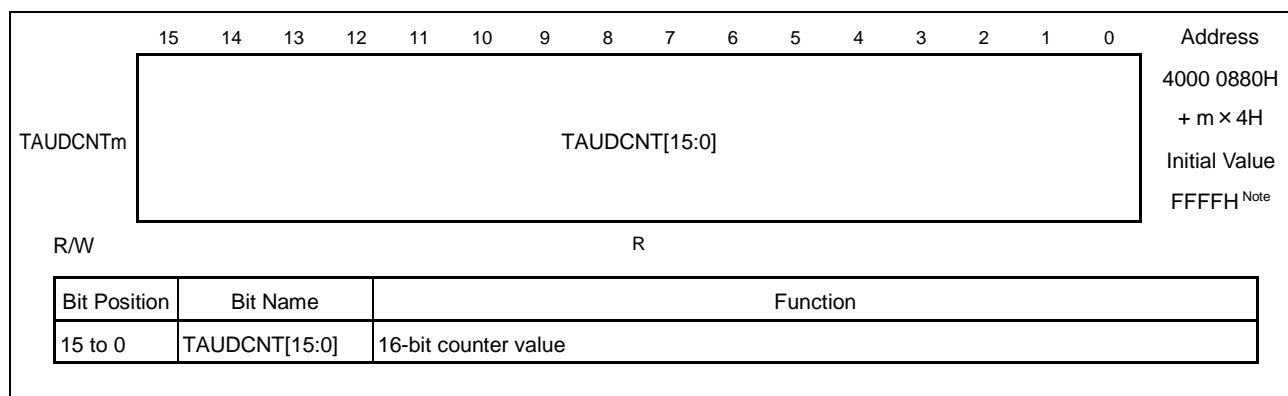 15 14 13 12 11 10 9 8 7 6 5 4 3 2 1 0 Address
4000 0880H
+ m × 4H
TAUDCNTm TAUDCNT[15:0]
Initial Value
FFFFH Note
R/W R
Bit Position Bit Name Function
15 to 0 TAUDCNT[15:0] 16-bit counter value